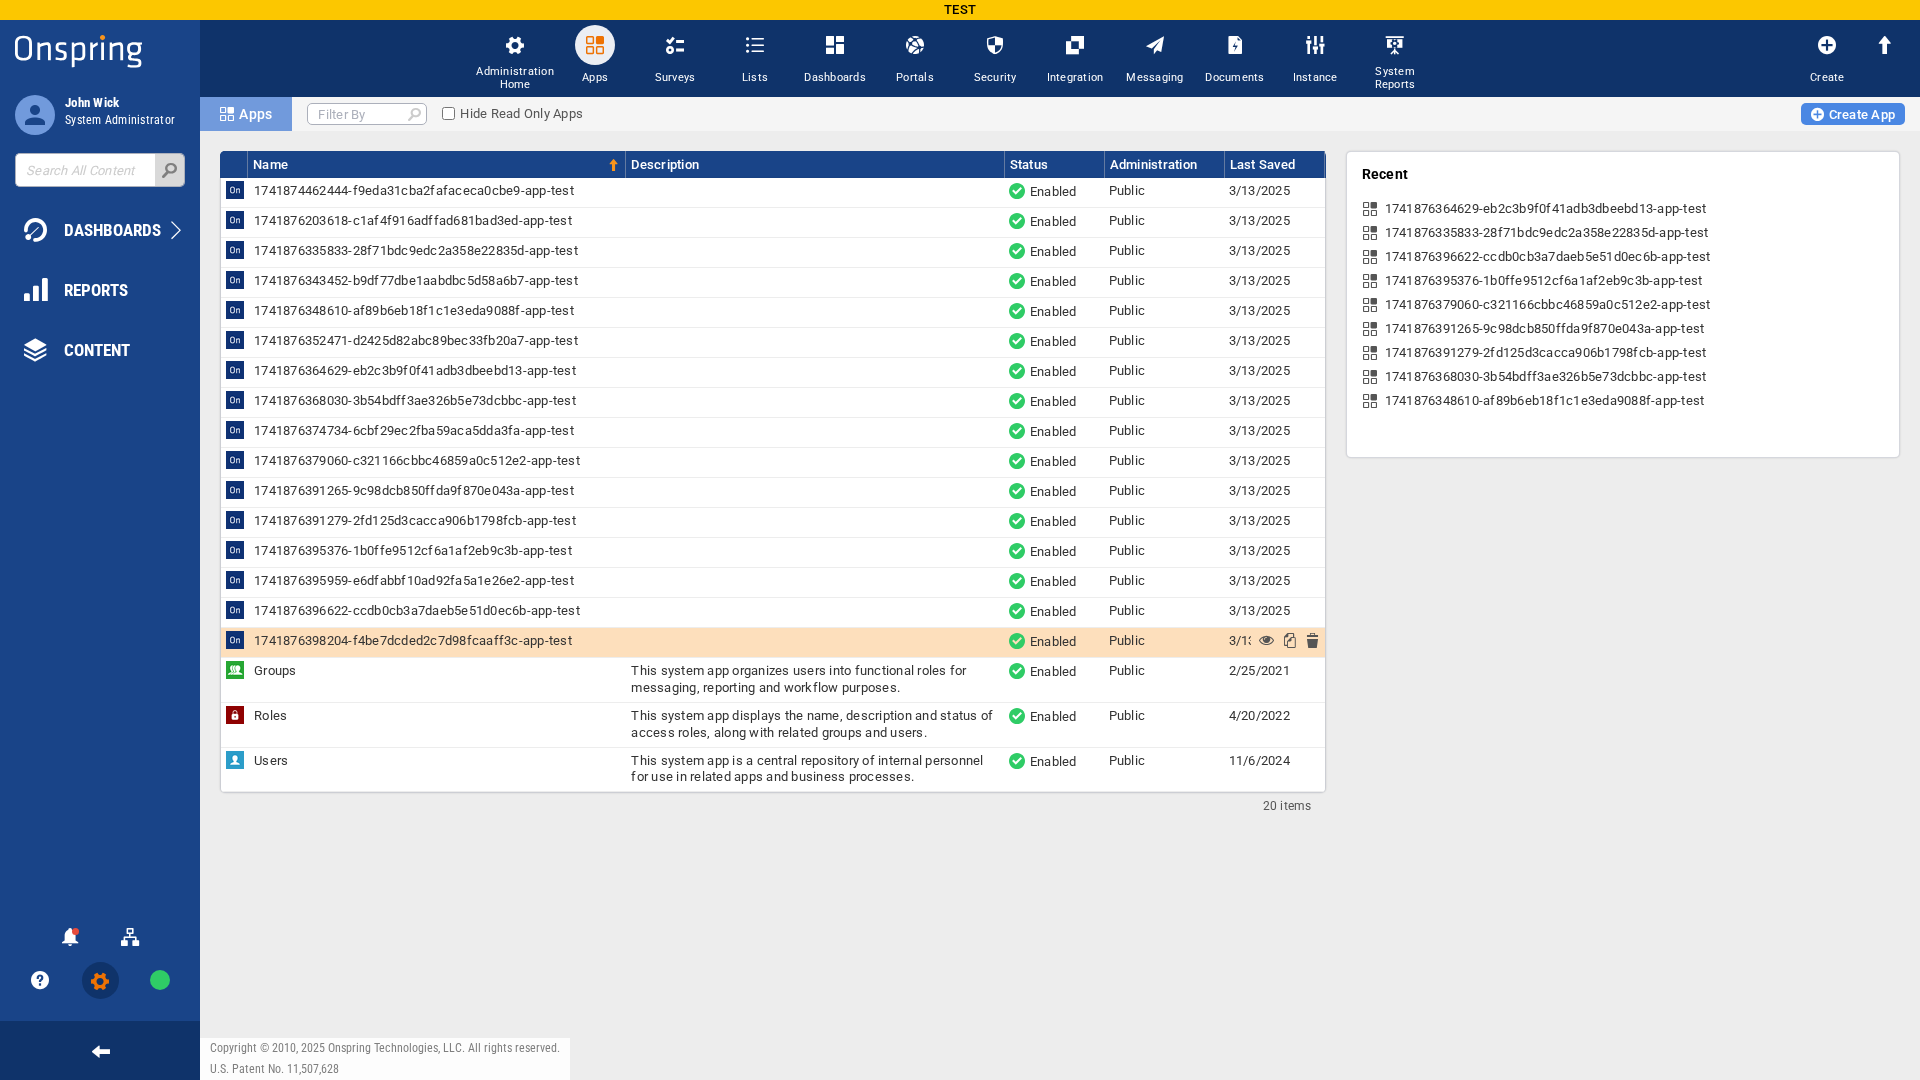 TEST
Onspring
John Wick
System Administrator
Search All Content
DASHBOARDS
REPORTS
CONTENT
Administration Home
Apps
Surveys
Lists
Dashboards
Portals
Security
Integration
Messaging
Documents
Instance
System Reports
Create
Apps
Filter By
Hide Read Only Apps
Create App
Name Description Status Administration Last Saved
On 1741874462444-f9eda31cba2fafaceca0cbe9-app-test Enabled Public 3/13/2025
On 1741876203618-c1af4f916adffad681bad3ed-app-test Enabled Public 3/13/2025
On 1741876335833-28f71bdc9edc2a358e22835d-app-test Enabled Public 3/13/2025
On 1741876343452-b9df77dbe1aabdbc5d58a6b7-app-test Enabled Public 3/13/2025
On 1741876348610-af89b6eb18f1c1e3eda9088f-app-test Enabled Public 3/13/2025
On 1741876352471-d2425d82abc89bec33fb20a7-app-test Enabled Public 3/13/2025
On 1741876364629-eb2c3b9f0f41adb3dbeebd13-app-test Enabled Public 3/13/2025
On 1741876368030-3b54bdff3ae326b5e73dcbbc-app-test Enabled Public 3/13/2025
On 1741876374734-6cbf29ec2fba59aca5dda3fa-app-test Enabled Public 3/13/2025
On 1741876379060-c321166cbbc46859a0c512e2-app-test Enabled Public 3/13/2025
On 1741876391265-9c98dcb850ffda9f870e043a-app-test Enabled Public 3/13/2025
On 1741876391279-2fd125d3cacca906b1798fcb-app-test Enabled Public 3/13/2025
On 1741876395376-1b0ffe9512cf6a1af2eb9c3b-app-test Enabled Public 3/13/2025
On 1741876395959-e6dfabbf10ad92fa5a1e26e2-app-test Enabled Public 3/13/2025
On 1741876396622-ccdb0cb3a7daeb5e51d0ec6b-app-test Enabled Public 3/13/2025
On 1741876398204-f4be7dcded2c7d98fcaaff3c-app-test Enabled Public 3/13
Groups This system app organizes users into functional roles for Enabled Public 2/25/2021
messaging, reporting and workflow purposes.
Roles This system app displays the name, description and status of Enabled Public 4/20/2022
access roles, along with related groups and users.
Users This system app is a central repository of internal personnel Enabled Public 11/6/2024
for use in related apps and business processes.
20 items
Recent
1741876364629-eb2c3b9f0f41adb3dbeebd13-app-test
1741876335833-28f71bdc9edc2a358e22835d-app-test
1741876396622-ccdb0cb3a7daeb5e51d0ec6b-app-test
1741876395376-1b0ffe9512cf6a1af2eb9c3b-app-test
1741876379060-c321166cbbc46859a0c512e2-app-test
1741876391265-9c98dcb850ffda9f870e043a-app-test
1741876391279-2fd125d3cacca906b1798fcb-app-test
1741876368030-3b54bdff3ae326b5e73dcbbc-app-test
1741876348610-af89b6eb18f1c1e3eda9088f-app-test
Copyright © 2010, 2025 Onspring Technologies, LLC. All rights reserved.
U.S. Patent No. 11,507,628